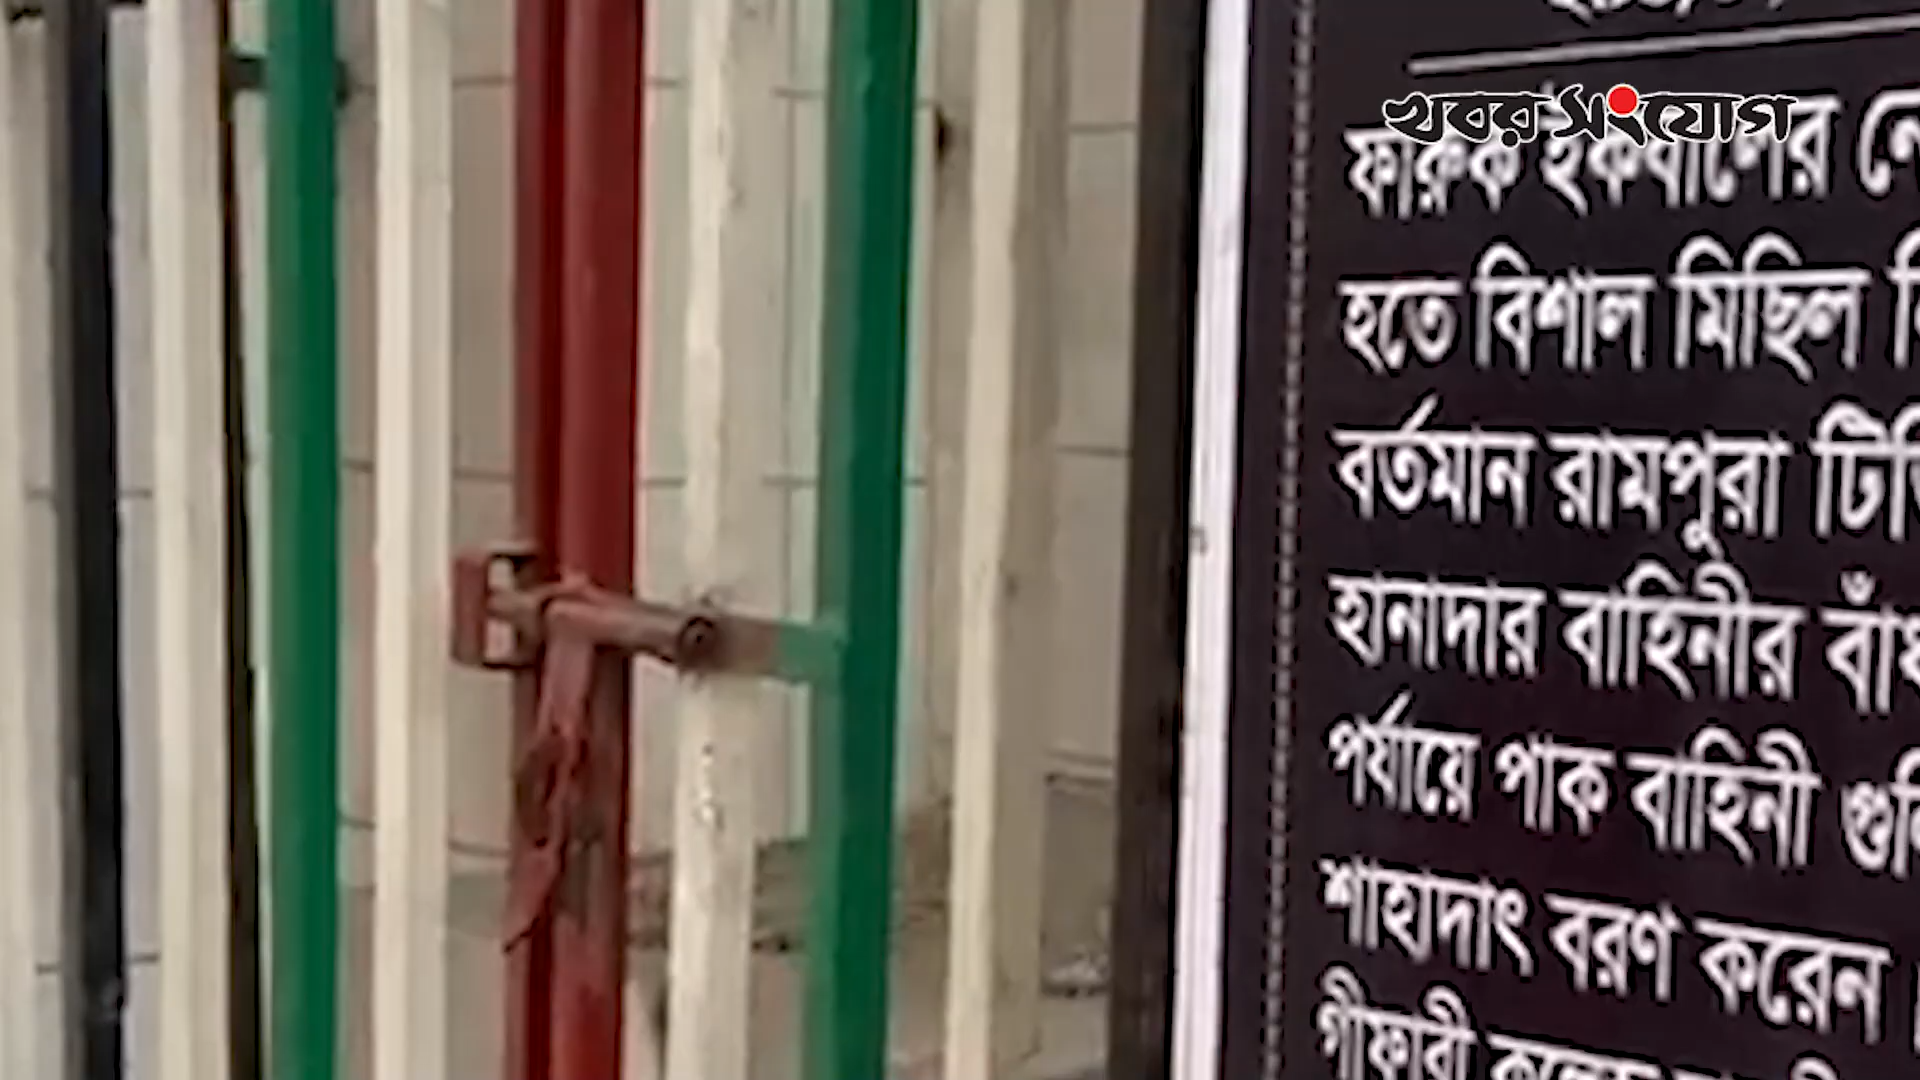 খবর সংযোগ
ফারুক ইকবালের
হতে বিশাল মিছিল
বর্তমান রামপুরা
হানাদার বাহিনীর
পর্যায়ে পাক বাহিনী
শাহাদাৎ বরণ করেন
গীফারী